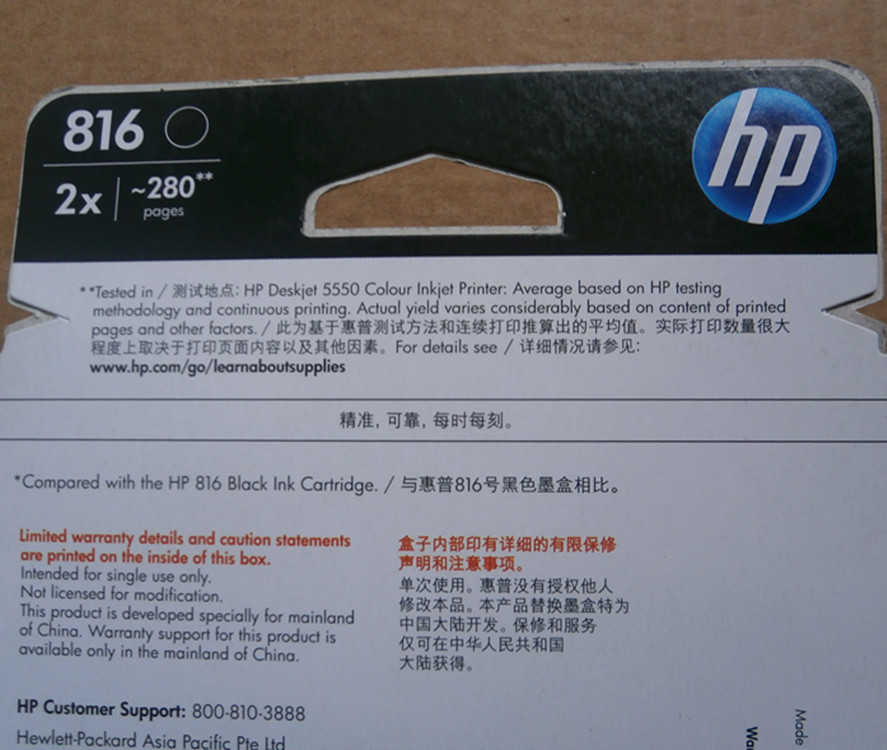 816
hp
2x
~280**
pages
**Tested in / 测试地点: HP Deskjet 5550 Colour Inkjet Printer: Average based on HP testing
methodology and continuous printing. Actual yield varies considerably based on content of printed
pages and other factors. / 此为基于惠普测试方法和连续打印推算出的平均值。实际打印数量很大
程度上取决于打印页面内容以及其他因素。For details see / 详细情况请参见:
www.hp.com/go/learnaboutsupplies
精准, 可靠, 每时每刻。
*Compared with the HP 816 Black Ink Cartridge. / 与惠普816号黑色墨盒相比。
Limited warranty details and caution statements
are printed on the inside of this box.
Intended for single use only.
Not licensed for modification.
This product is developed specially for mainland
of China. Warranty support for this product is
available only in the mainland of China.
盒子内部印有详细的有限保修
声明和注意事项。
单次使用。惠普没有授权他人
修改本品。本产品替换墨盒特为
中国大陆开发。保修和服务
仅可在中华人民共和国
大陆获得。
HP Customer Support: 800-810-3888
Hewlett-Packard Asia Pacific Pte Ltd
Made